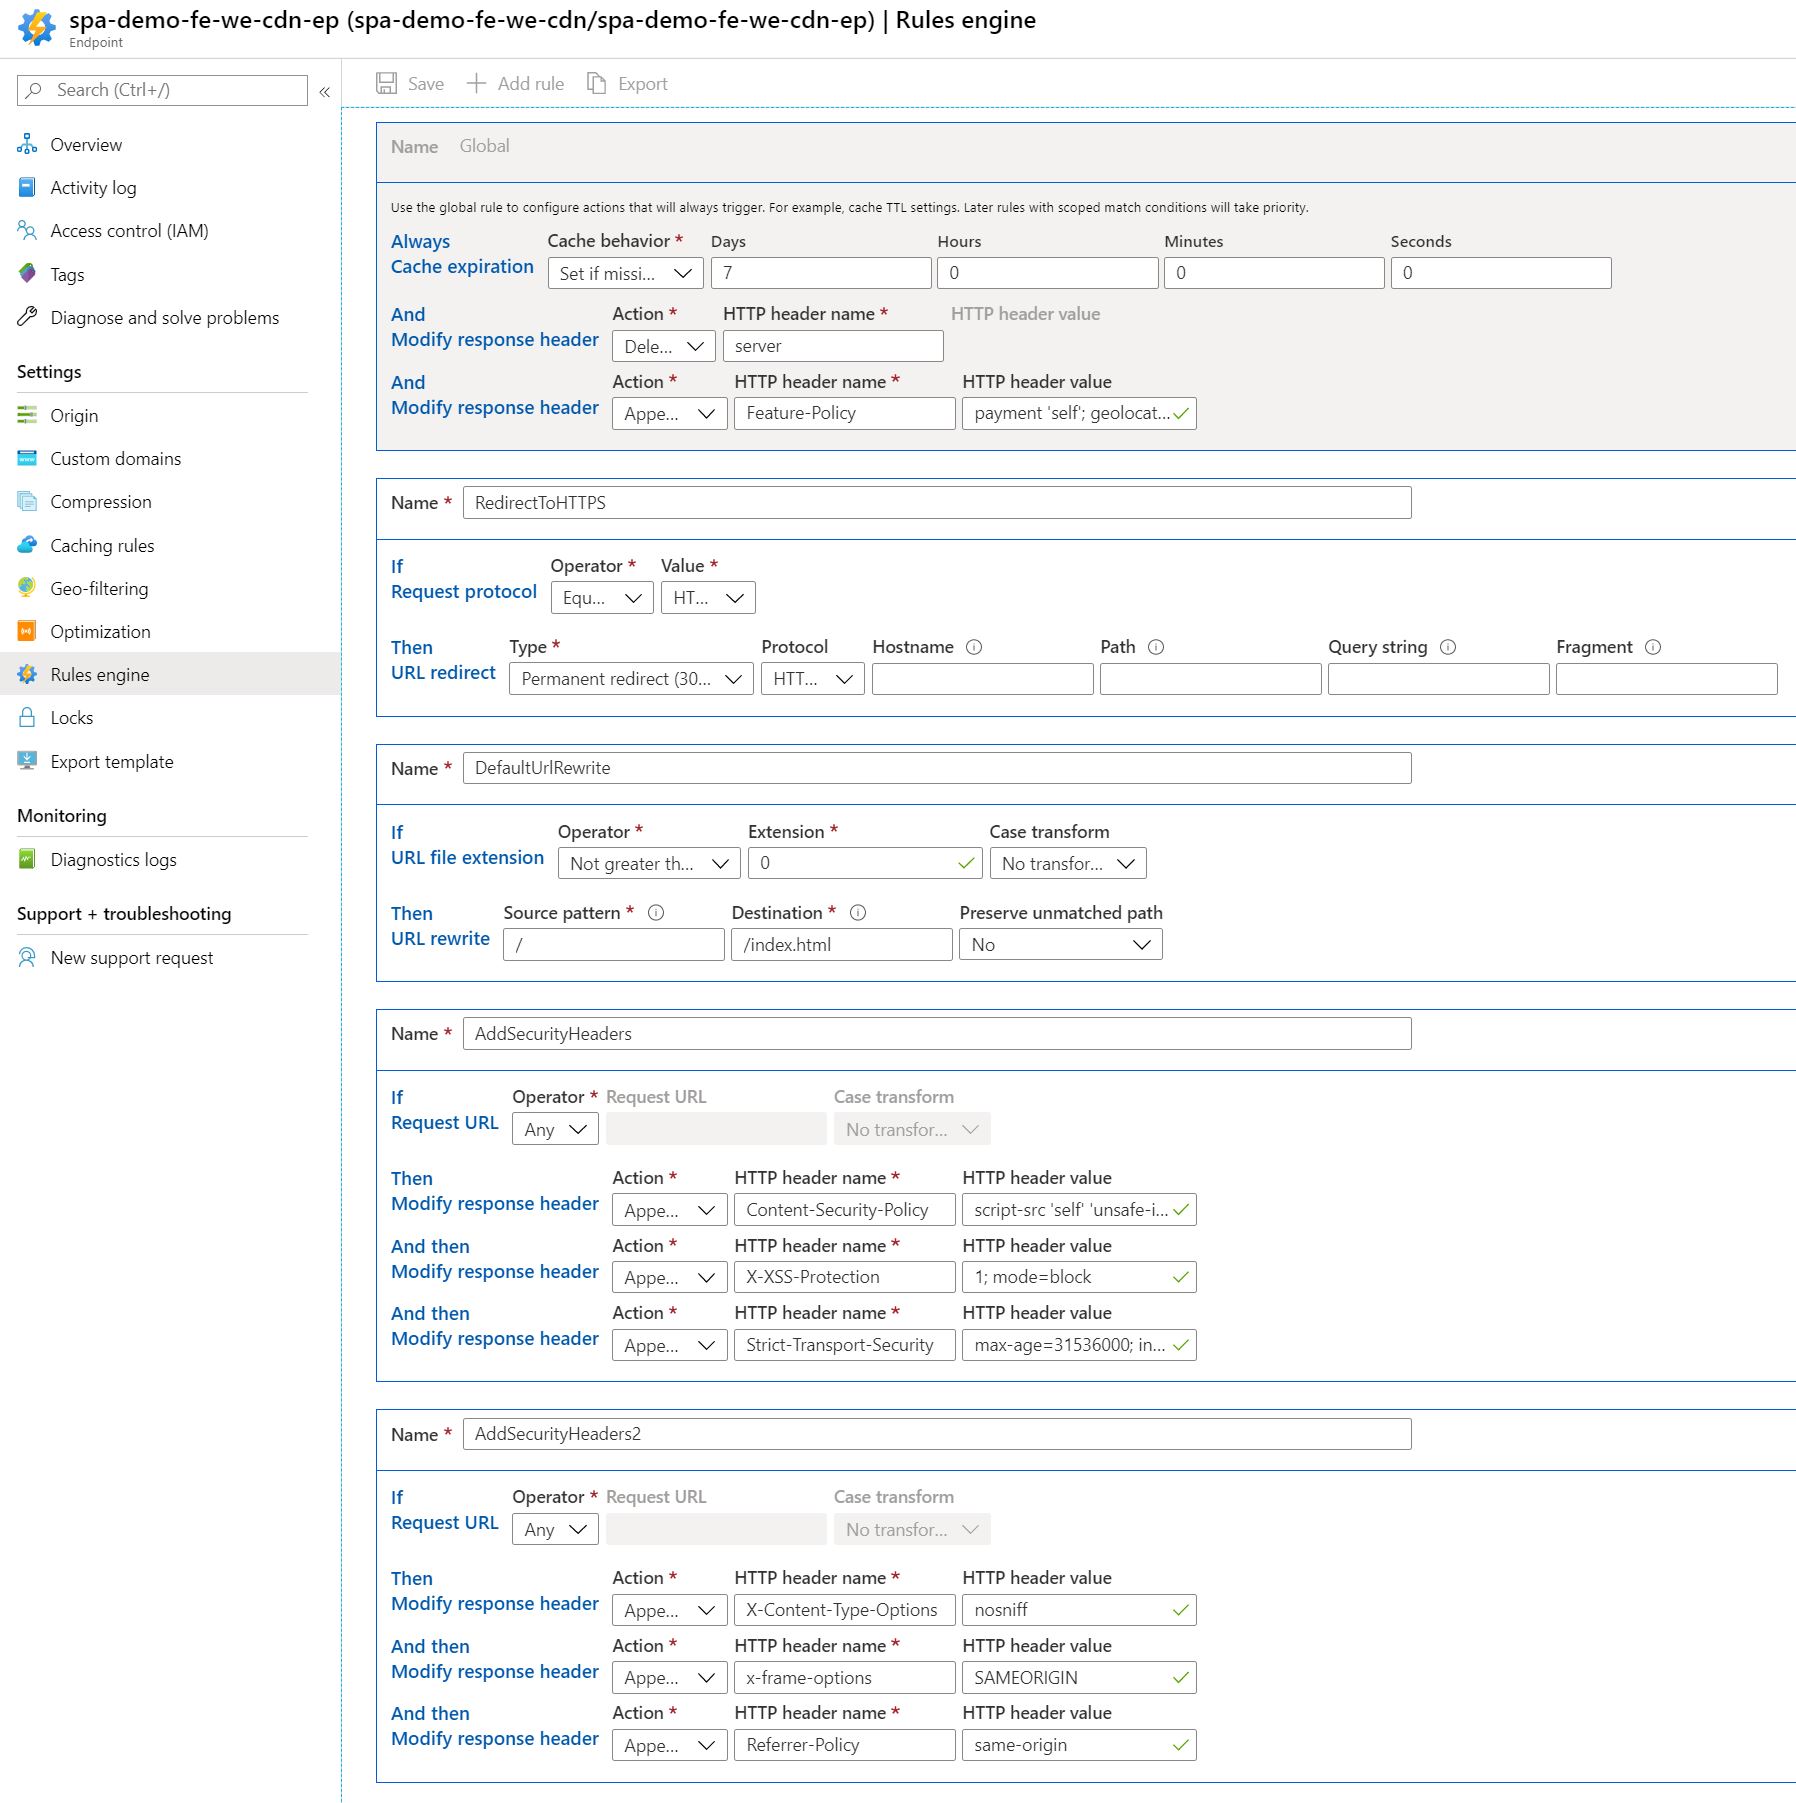 spa-demo-fe-we-cdn-ep (spa-demo-fe-we-cdn/spa-demo-fe-we-cdn-ep) | Rules engine
Endpoint
Search (Ctrl+/)
«
Overview
Activity log
Access control (IAM)
Tags
Diagnose and solve problems
Settings
Origin
Custom domains
Compression
Caching rules
Geo-filtering
Optimization
Rules engine
Locks
Export template
Monitoring
Diagnostics logs
Support + troubleshooting
New support request
Save Add rule Export
Name Global
Use the global rule to configure actions that will always trigger. For example, cache TTL settings. Later rules with scoped match conditions will take priority.
Always Cache behavior * Days Hours Minutes Seconds
Cache expiration Set if missi... 7 0 0 0
And Action * HTTP header name * HTTP header value
Modify response header Dele... server
And Action * HTTP header name * HTTP header value
Modify response header Appe... Feature-Policy payment 'self'; geolocat...
Name * RedirectToHTTPS
If Operator * Value *
Request protocol Equ... HT...
Then Type * Protocol Hostname Path Query string Fragment
URL redirect Permanent redirect (30... HTT...
Name * DefaultUrlRewrite
If Operator * Extension * Case transform
URL file extension Not greater th... 0 No transfor...
Then Source pattern * Destination * Preserve unmatched path
URL rewrite / /index.html No
Name * AddSecurityHeaders
If Operator * Request URL Case transform
Request URL Any No transfor...
Then Action * HTTP header name * HTTP header value
Modify response header Appe... Content-Security-Policy script-src 'self' 'unsafe-i...
And then Action * HTTP header name * HTTP header value
Modify response header Appe... X-XSS-Protection 1; mode=block
And then Action * HTTP header name * HTTP header value
Modify response header Appe... Strict-Transport-Security max-age=31536000; in...
Name * AddSecurityHeaders2
If Operator * Request URL Case transform
Request URL Any No transfor...
Then Action * HTTP header name * HTTP header value
Modify response header Appe... X-Content-Type-Options nosniff
And then Action * HTTP header name * HTTP header value
Modify response header Appe... x-frame-options SAMEORIGIN
And then Action * HTTP header name * HTTP header value
Modify response header Appe... Referrer-Policy same-origin